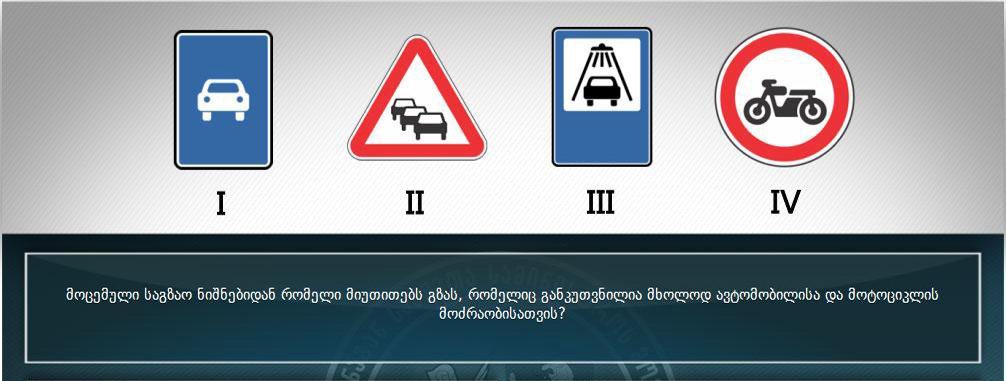 I II III IV
მოცემული საგზაო ნიშნებიდან რომელი მიუთითებს გზას, რომელიც განკუთვნილია მხოლოდ ავტომობილისა და მოტოციკლის
მოძრაობისათვის?